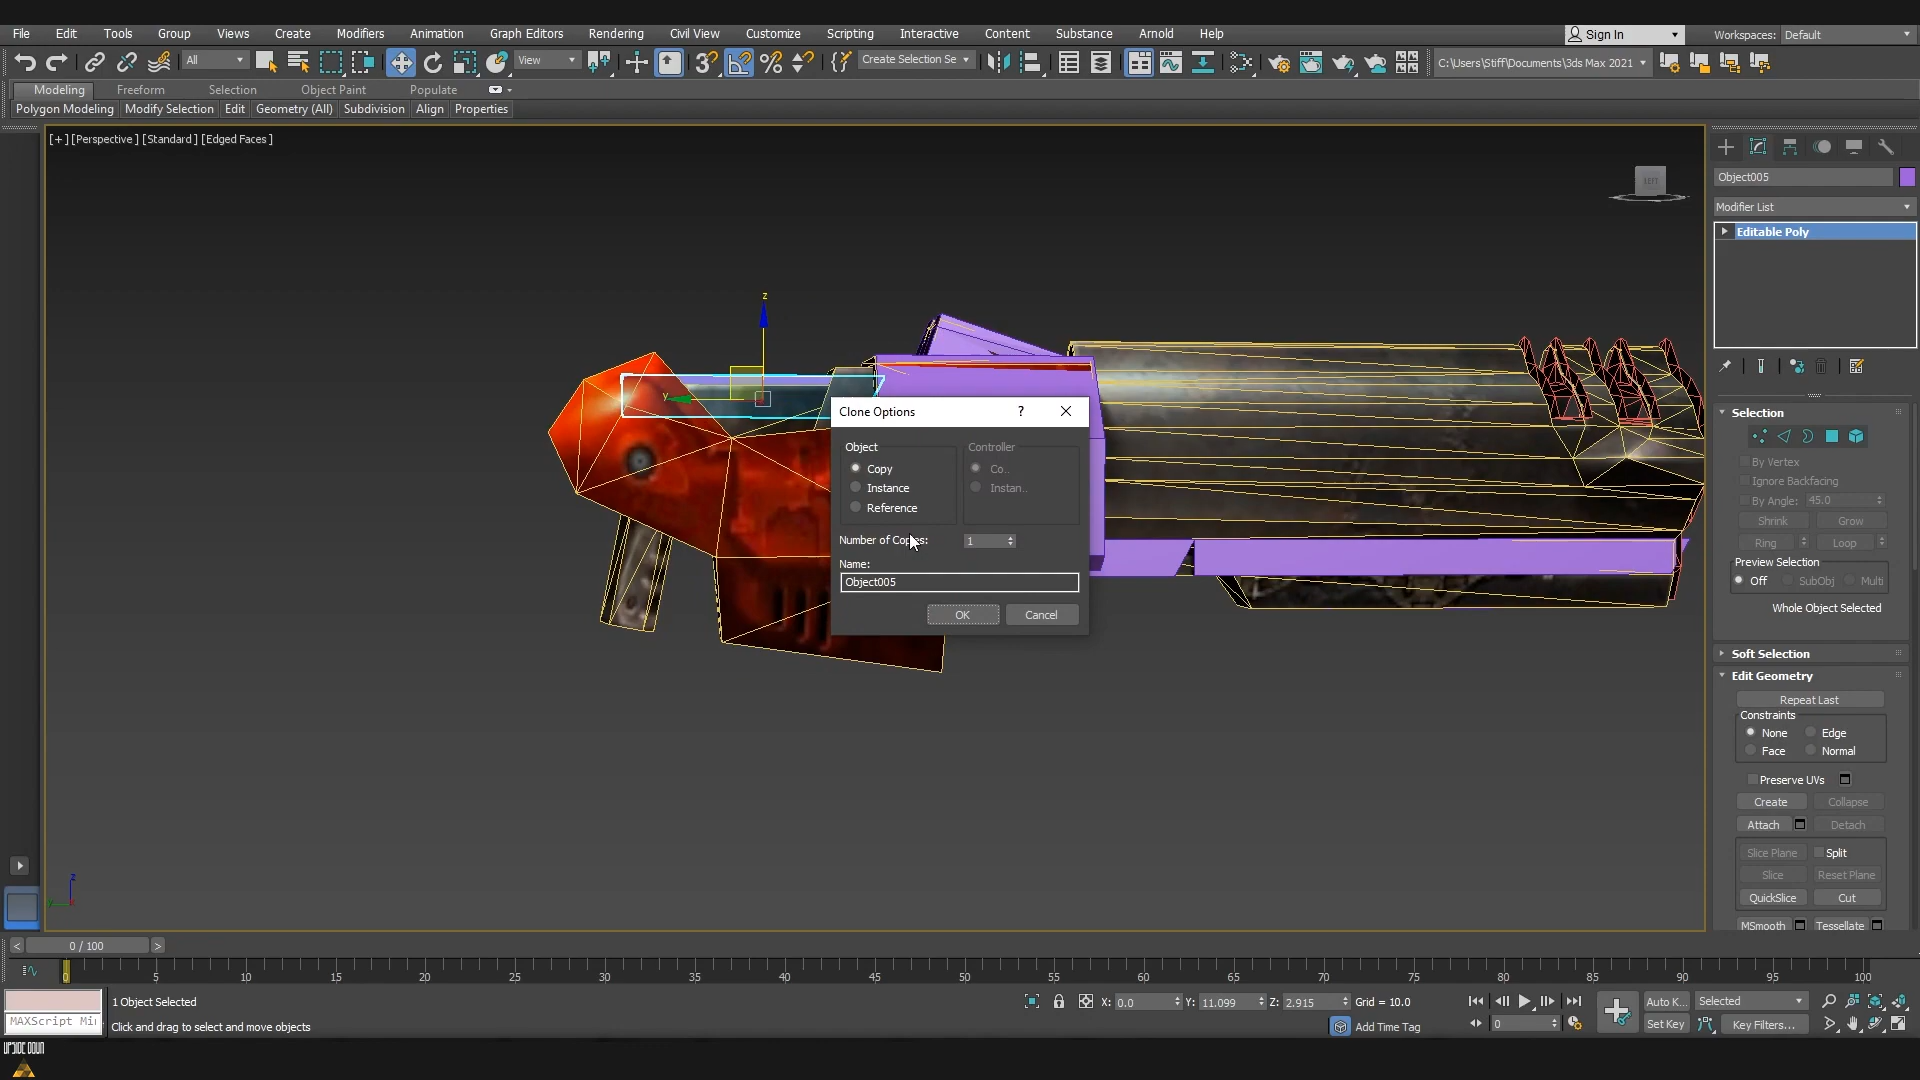 File Edit Tools Group Views Create Modifiers Animation Graph Editors Rendering Civil View Customize Scripting Interactive Content Substance Arnold Help Sign In Workspaces: Default
All View Create Selection Se C:\Users\Stiff\Documents\3ds Max 2021
Modeling Freeform Selection Object Paint Populate
Polygon Modeling Modify Selection Edit Geometry (All) Subdivision Align Properties
[+] [Perspective] [Standard] [Edged Faces]
LEFT
Object005
Modifier List
Editable Poly
z
y
Clone Options ?
Object Controller
Copy Co..
Instance Instan..
Reference
Number of Copies: 1
Name:
Object005
OK Cancel
Selection
By Vertex
Ignore Backfacing
By Angle: 45.0
Shrink Grow
Ring Loop
Preview Selection
Off SubObj Multi
Whole Object Selected
Soft Selection
Edit Geometry
Repeat Last
Constraints
None Edge
Face Normal
Preserve UVs
Create Collapse
Attach Detach
Slice Plane Split
Slice Reset Plane
QuickSlice Cut
MSmooth Tessellate
z
y
< 0 / 100 >
0 5 10 15 20 25 30 35 40 45 50 55 60 65 70 75 80 85 90 95 100
1 Object Selected X: 0.0 Y: 11.099 Z: 2.915 Grid = 10.0 Auto K... Selected
MAXScript Mi Click and drag to select and move objects Add Time Tag 0 Set Key Key Filters...
UPSIDE DOWN